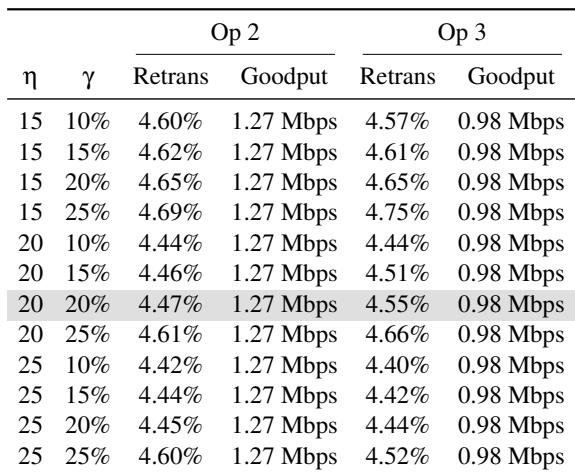 Op 2 Op 3
η γ Retrans Goodput Retrans Goodput
15 10% 4.60% 1.27 Mbps 4.57% 0.98 Mbps
15 15% 4.62% 1.27 Mbps 4.61% 0.98 Mbps
15 20% 4.65% 1.27 Mbps 4.65% 0.98 Mbps
15 25% 4.69% 1.27 Mbps 4.75% 0.98 Mbps
20 10% 4.44% 1.27 Mbps 4.44% 0.98 Mbps
20 15% 4.46% 1.27 Mbps 4.51% 0.98 Mbps
20 20% 4.47% 1.27 Mbps 4.55% 0.98 Mbps
20 25% 4.61% 1.27 Mbps 4.66% 0.98 Mbps
25 10% 4.42% 1.27 Mbps 4.40% 0.98 Mbps
25 15% 4.44% 1.27 Mbps 4.42% 0.98 Mbps
25 20% 4.45% 1.27 Mbps 4.44% 0.98 Mbps
25 25% 4.60% 1.27 Mbps 4.52% 0.98 Mbps